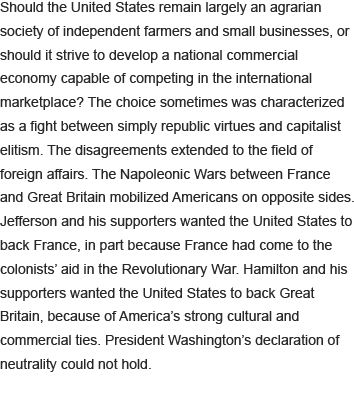 Should the United States remain largely an agrarian
society of independent farmers and small businesses, or
should it strive to develop a national commercial
economy capable of competing in the international
marketplace? The choice sometimes was characterized
as a fight between simply republic virtues and capitalist
elitism. The disagreements extended to the field of
foreign affairs. The Napoleonic Wars between France
and Great Britain mobilized Americans on opposite sides.
Jefferson and his supporters wanted the United States to
back France, in part because France had come to the
colonists’ aid in the Revolutionary War. Hamilton and his
supporters wanted the United States to back Great
Britain, because of America’s strong cultural and
commercial ties. President Washington’s declaration of
neutrality could not hold.